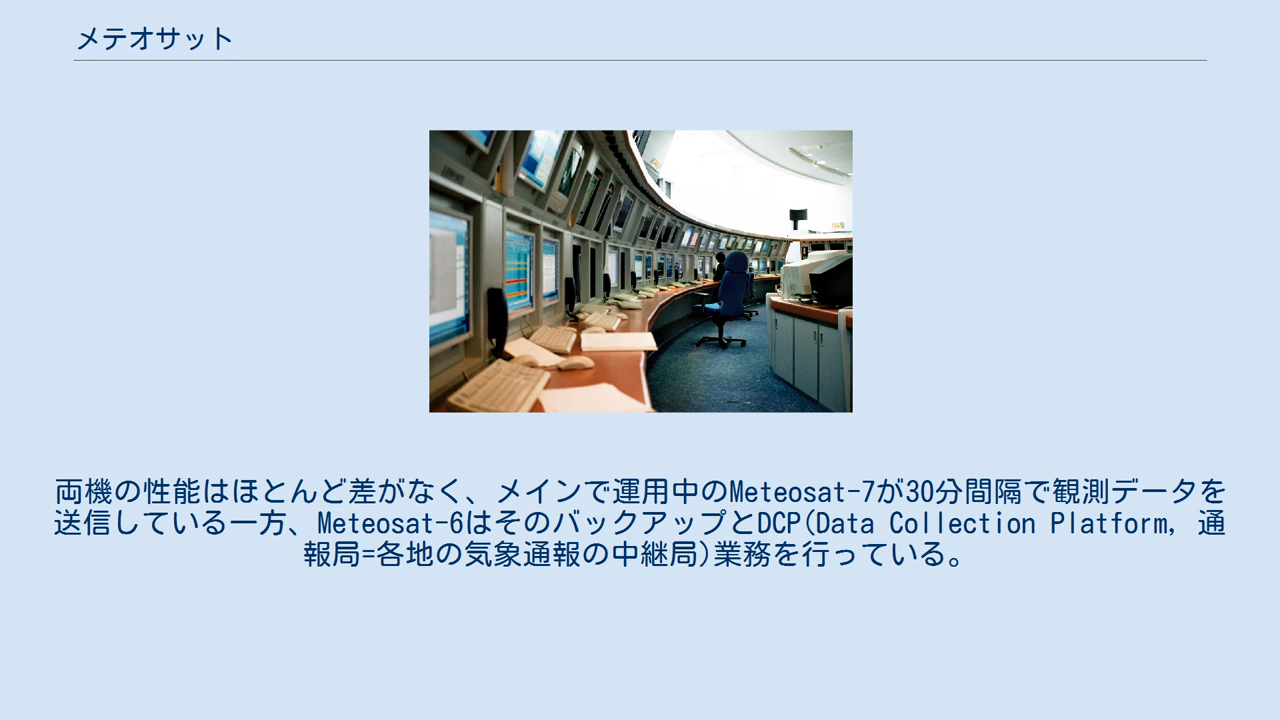 メテオサット
両機の性能はほとんど差がなく、メインで運用中のMeteosat-7が30分間隔で観測データを
送信している一方、Meteosat-6はそのバックアップとDCP(Data Collection Platform, 通
報局=各地の気象通報の中継局)業務を行っている。